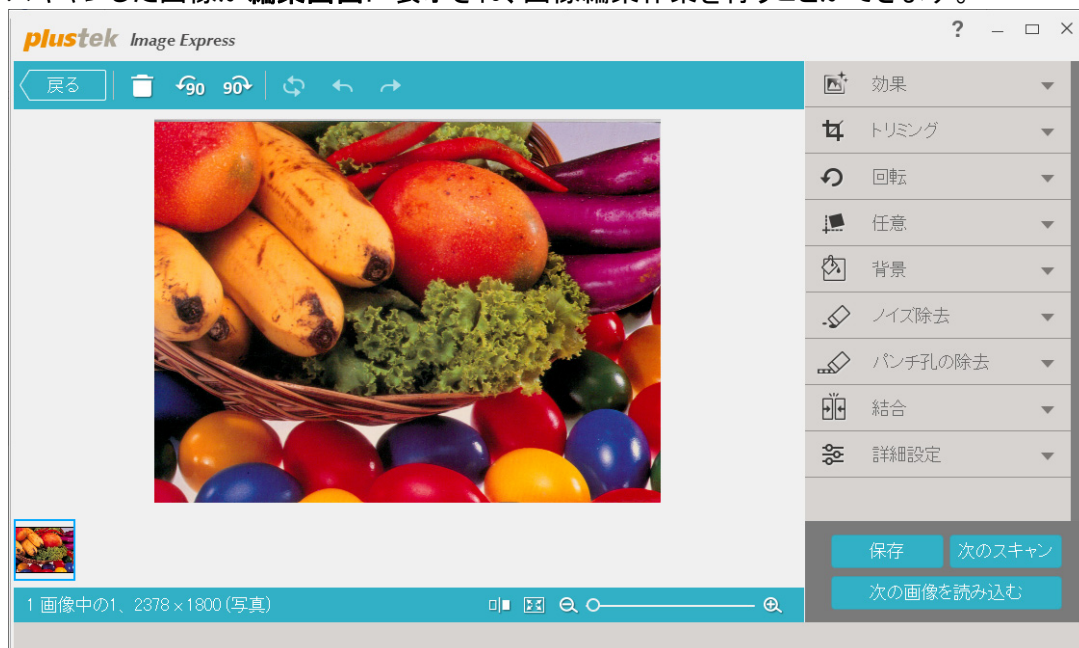 plustek Image Express
?
戻る
90 90
効果
トリミング
回転
任意
背景
ノイズ除去
パンチ孔の除去
結合
詳細設定
保存 次のスキャン
次の画像を読み込む
1 画像中の1、2378×1800 (写真)